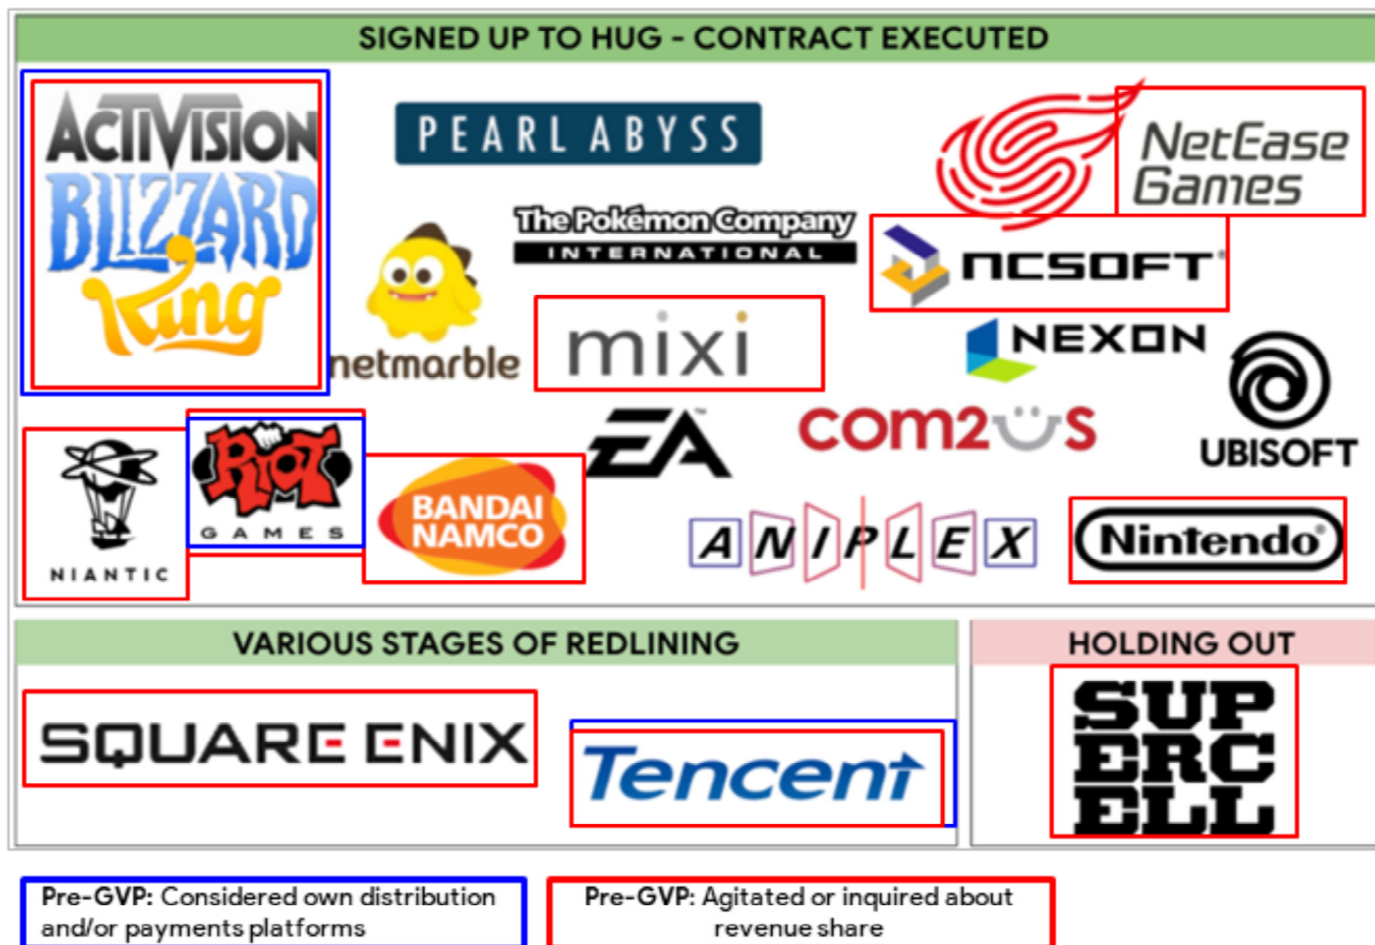 SIGNED UP TO HUG - CONTRACT EXECUTED
ACTIVISION
BLIZZARD
King
PEARL ABYSS
NetEase
Games
The Pokémon Company
INTERNATIONAL
NCSOFT
netmarble
mixi
NEXON
UBISOFT
NIANTIC
RIOT
GAMES
BANDAI
NAMCO
EA
com2us
ANIPLEX
Nintendo
VARIOUS STAGES OF REDLINING
HOLDING OUT
SQUARE ENIX
Tencent
SUP
ERC
ELL
Pre-GVP: Considered own distribution
and/or payments platforms
Pre-GVP: Agitated or inquired about
revenue share